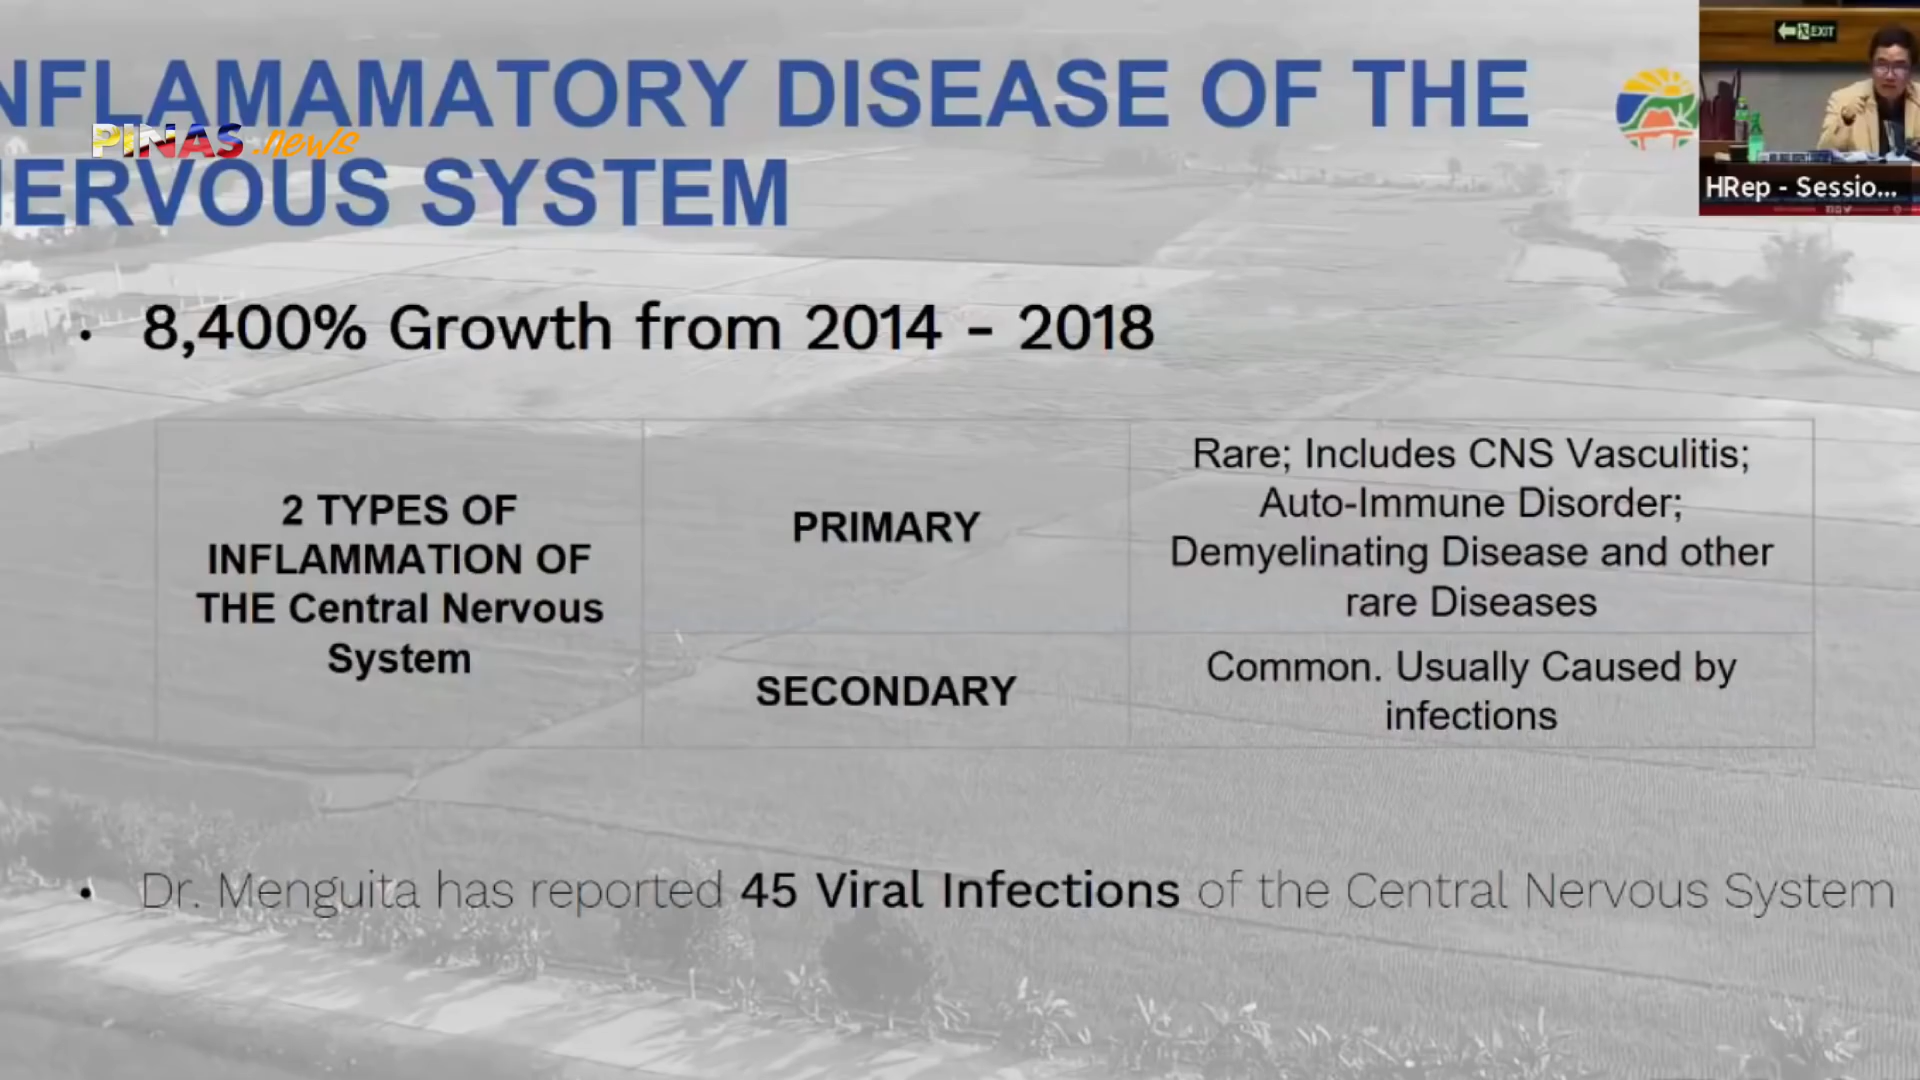 NFLAMAMATORY DISEASE OF THE
PINAS.news
ERVOUS SYSTEM
EXIT
HRep - Sessio...
• 8,400% Growth from 2014 - 2018
2 TYPES OF
INFLAMMATION OF
THE Central Nervous
System
PRIMARY
Rare; Includes CNS Vasculitis;
Auto-Immune Disorder;
Demyelinating Disease and other
rare Diseases
SECONDARY
Common. Usually Caused by
infections
• Dr. Menguita has reported 45 Viral Infections of the Central Nervous System